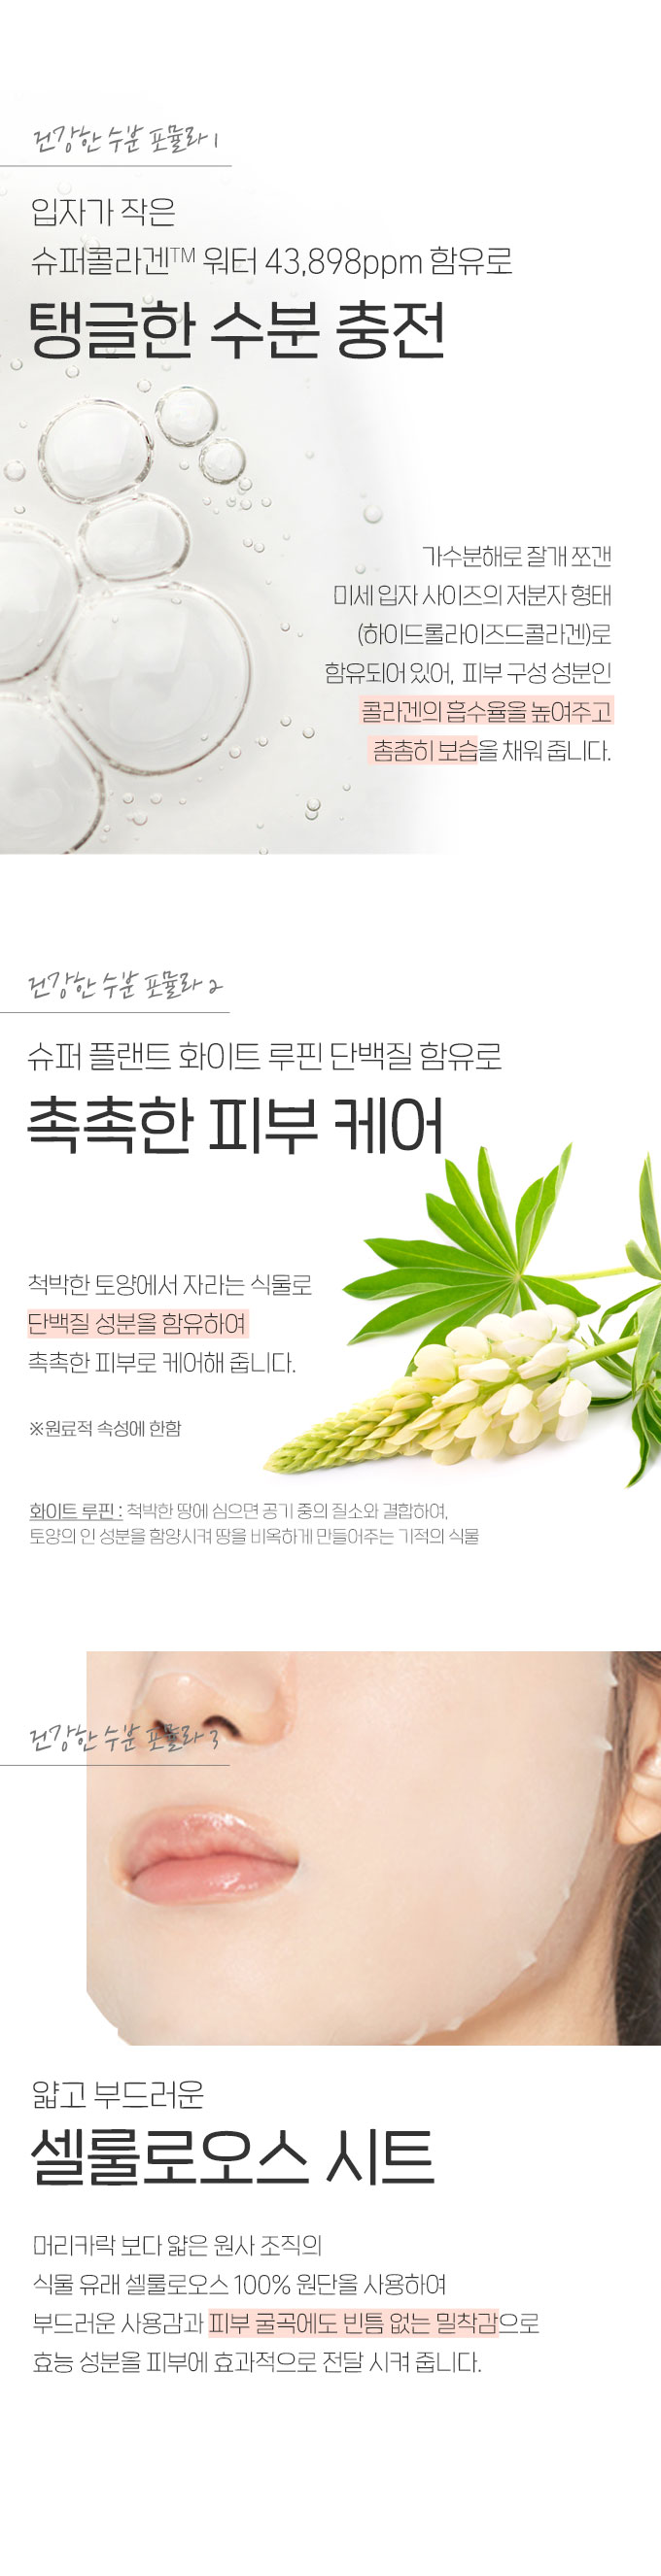 건강한 수분 포뮬라 1
입자가 작은
슈퍼콜라겐™ 워터 43,898ppm 함유로
탱글한 수분 충전
가수분해로 잘개 쪼갠
미세 입자 사이즈의 저분자 형태
(하이드롤라이즈드콜라겐)로
함유되어 있어, 피부 구성 성분인
콜라겐의 흡수율을 높여주고
촘촘히 보습을 채워 줍니다.
건강한 수분 포뮬라 2
슈퍼 플랜트 화이트 루핀 단백질 함유로
촉촉한 피부 케어
척박한 토양에서 자라는 식물로
단백질 성분을 함유하여
촉촉한 피부로 케어해 줍니다.
※원료적 속성에 한함
화이트 루핀 : 척박한 땅에 심으면 공기 중의 질소와 결합하여,
토양의 인 성분을 함양시켜 땅을 비옥하게 만들어주는 기적의 식물
건강한 수분 포뮬라 3
얇고 부드러운
셀룰로오스 시트
머리카락 보다 얇은 원사 조직의
식물 유래 셀룰로오스 100% 원단을 사용하여
부드러운 사용감과 피부 굴곡에도 빈틈 없는 밀착감으로
효능 성분을 피부에 효과적으로 전달 시켜 줍니다.